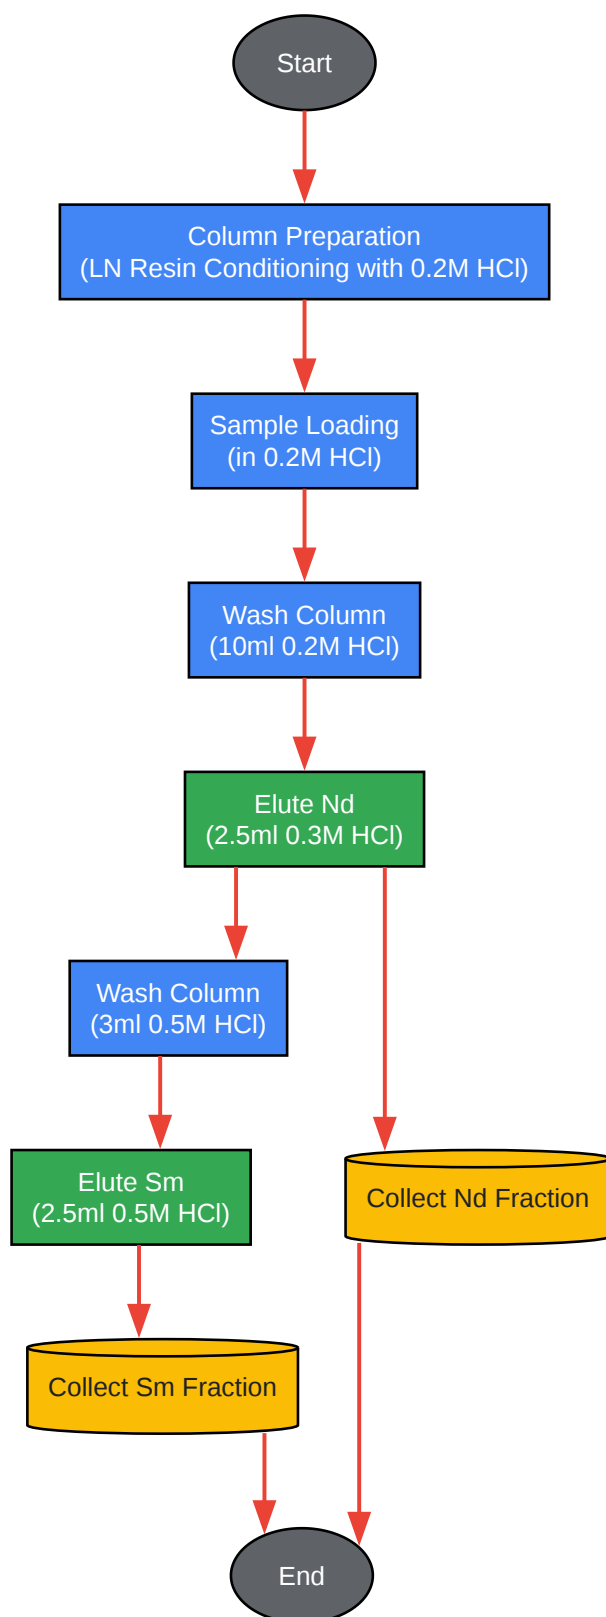 Start
Column Preparation
(LN Resin Conditioning with 0.2M HCl)
Sample Loading
(in 0.2M HCl)
Wash Column
(10ml 0.2M HCl)
Elute Nd
(2.5ml 0.3M HCl)
Wash Column
(3ml 0.5M HCl)
Elute Sm
(2.5ml 0.5M HCl)
Collect Nd Fraction
Collect Sm Fraction
End